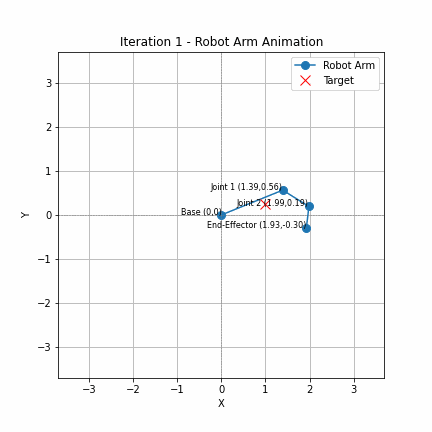 Iteration 1 - Robot Arm Animation
Robot Arm
Target
3
2
1
0
−1
−2
−3
Y
Joint 1 (1.39,0.56)
Joint 2 (1.99,0.19)
Base (0,0)
End-Effector (1.93,-0.30)
−3 −2 −1 0 1 2 3
X